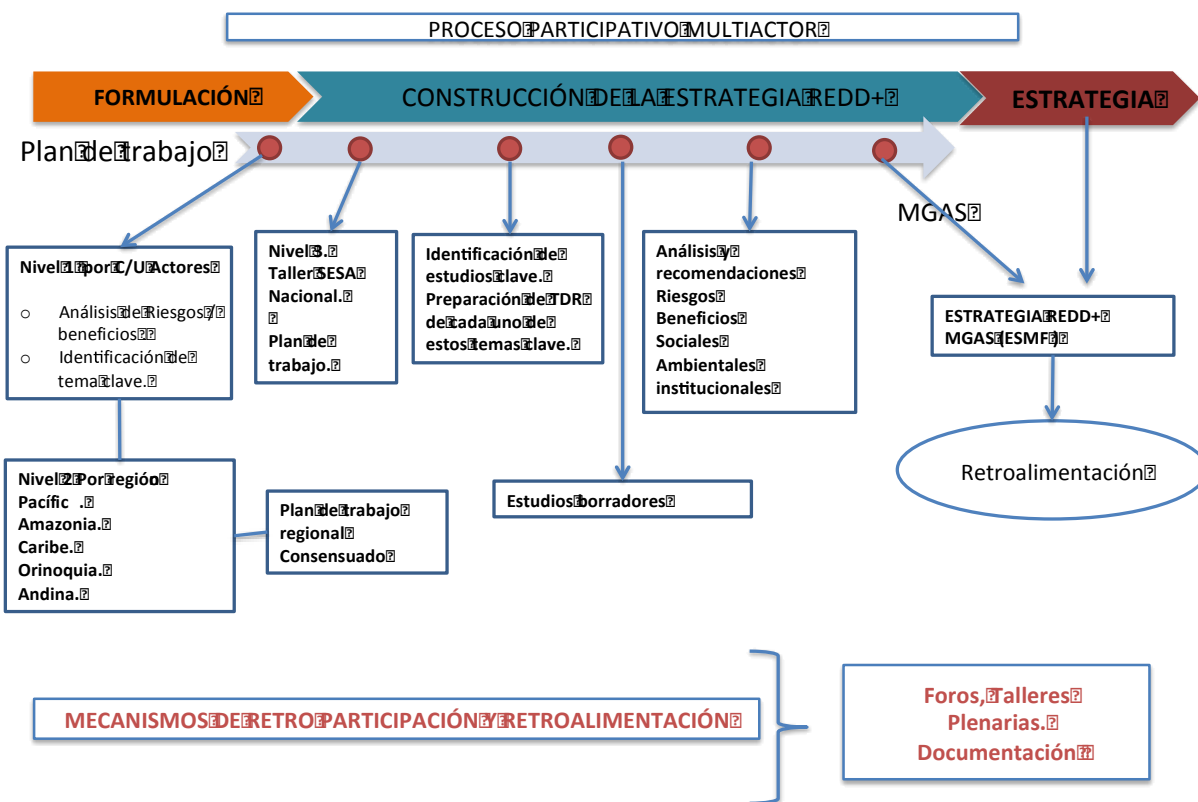 PROCESO PARTICIPATIVO MULTIACTOR
FORMULACIÓN
CONSTRUCCIÓN DE LA ESTRATEGIA REDD+
ESTRATEGIA
Plan de trabajo
MGAS
Nivel 1 por C/U Actores
o Análisis de Riesgos /
beneficios
o Identificación de
tema clave.
Nivel 3.
Taller SESA
Nacional.
Plan de
trabajo.
Identificación de
estudios clave.
Preparación de TDR
de cada uno de
estos temas clave.
Análisis y
recomendaciones
Riesgos
Beneficios
Sociales
Ambientales
institucionales
ESTRATEGIA REDD+
MGAS (ESMF)
Retroalimentación
Nivel 2 Por región
Pacífic .
Amazonia.
Caribe.
Orinoquia.
Andina.
Plan de trabajo
regional
Consensuado
Estudios borradores
MECANISMOS DE RETRO PARTICIPACIÓN Y RETROALIMENTACIÓN
Foros, Talleres
Plenarias.
Documentación